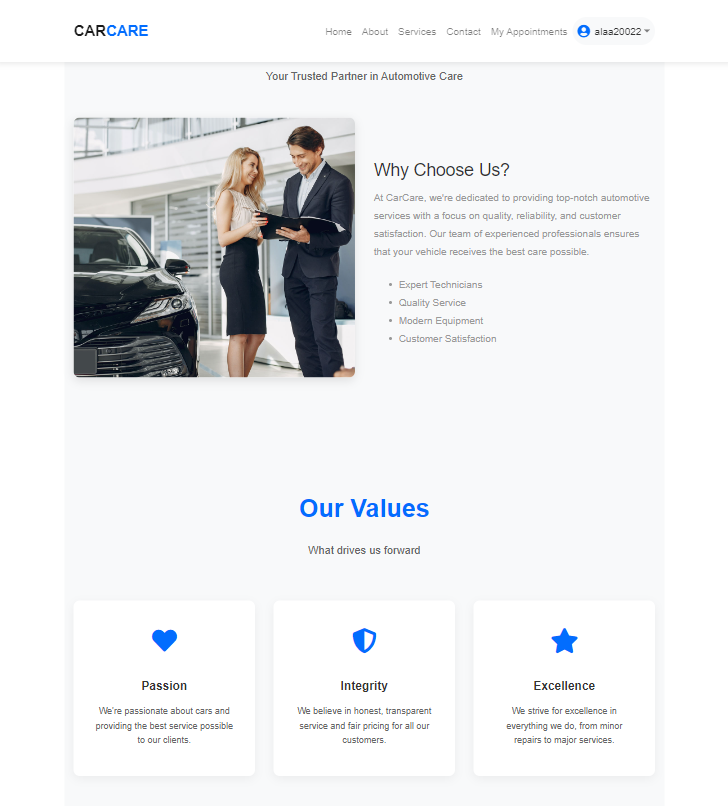 CARCARE
Home About Services Contact My Appointments alaa20022
Your Trusted Partner in Automotive Care
Why Choose Us?
At CarCare, we're dedicated to providing top-notch automotive
services with a focus on quality, reliability, and customer
satisfaction. Our team of experienced professionals ensures
that your vehicle receives the best care possible.
• Expert Technicians
• Quality Service
• Modern Equipment
• Customer Satisfaction
Our Values
What drives us forward
Passion
We're passionate about cars and
providing the best service possible
to our clients.
Integrity
We believe in honest, transparent
service and fair pricing for all our
customers.
Excellence
We strive for excellence in
everything we do, from minor
repairs to major services.